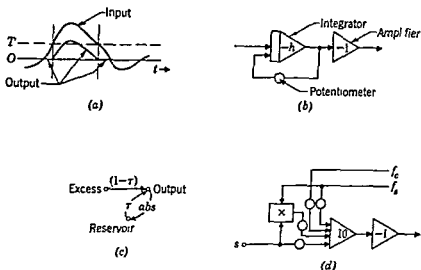 Input
T
O
Output
t
(a)
Integrator
Amplifier
-h
-1
Potentiometer
(b)
(1-τ)
Excess
Output
τ
abs
Reservoir
(c)
f_c
f_s
×
s
10
-1
(d)